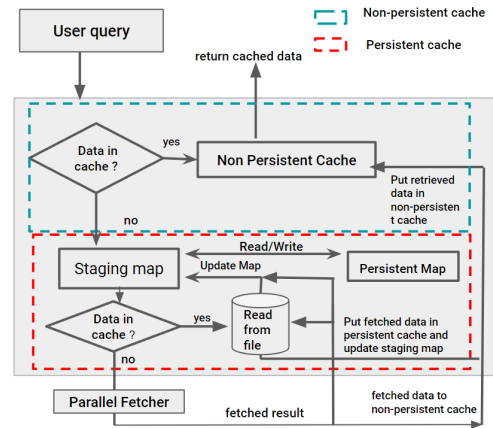 User query
Non-persistent cache
Persistent cache
return cached data
Data in
cache ?
yes
Non Persistent Cache
Put retrieved
data in
non-persisten
t cache
no
Read/Write
Staging map
Update Map
Persistent Map
Data in
cache ?
yes
Read
from
file
Put fetched data in
persistent cache and
update staging map
no
Parallel Fetcher
fetched result
fetched data to
non-persistent cache